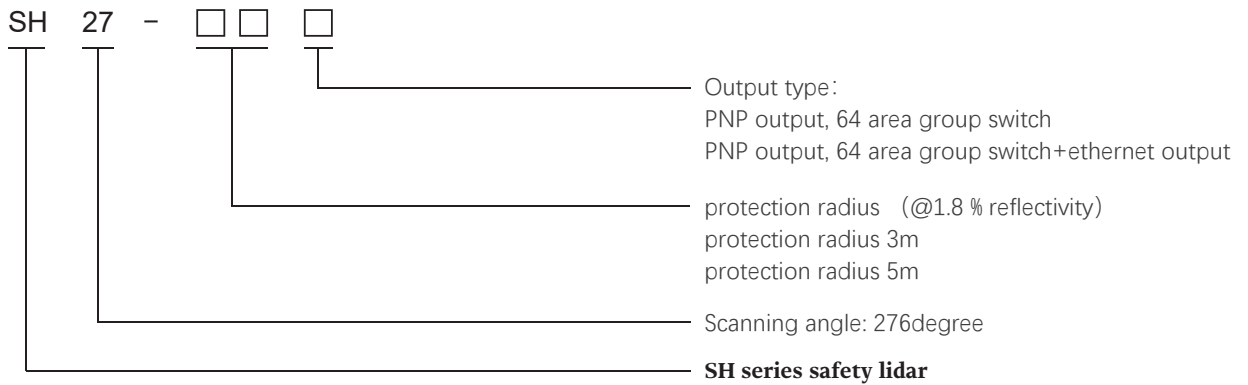 SH 27 - □□ □
Output type：
PNP output, 64 area group switch
PNP output, 64 area group switch+ethernet output
protection radius （@1.8 % reflectivity）
protection radius 3m
protection radius 5m
Scanning angle: 276degree
SH series safety lidar